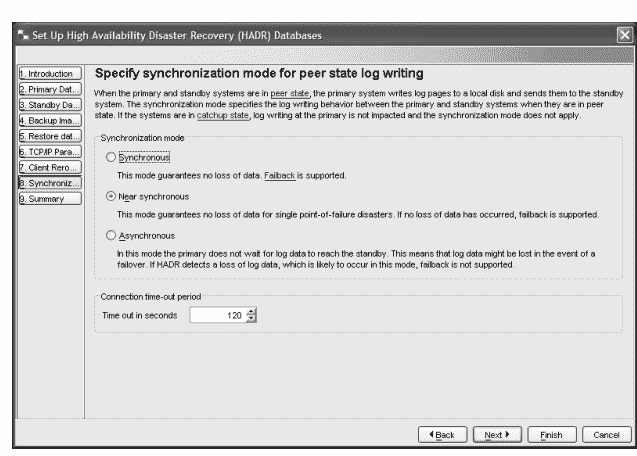 Set Up High Availability Disaster Recovery (HADR) Databases
1. Introduction
2. Primary Dat...
3. Standby Da...
4. Backup Ima...
5. Restore dat...
6. TCP/IP Para...
7. Client Rero...
8. Synchroniz...
9. Summary
Specify synchronization mode for peer state log writing
When the primary and standby systems are in peer state, the primary system writes log pages to a local disk and sends them to the standby
system. The synchronization mode specifies the log writing behavior between the primary and standby systems when they are in peer
state. If the systems are in catchup state, log writing at the primary is not impacted and the synchronization mode does not apply.
Synchronization mode
Synchronous
This mode guarantees no loss of data. Failback is supported.
Near synchronous
This mode guarantees no loss of data for single point-of-failure disasters. If no loss of data has occurred, failback is supported.
Asynchronous
In this mode the primary does not wait for log data to reach the standby. This means that log data might be lost in the event of a
failover. If HADR detects a loss of log data, which is likely to occur in this mode, failback is not supported.
Connection time-out period
Time out in seconds 120
Back Next Finish Cancel